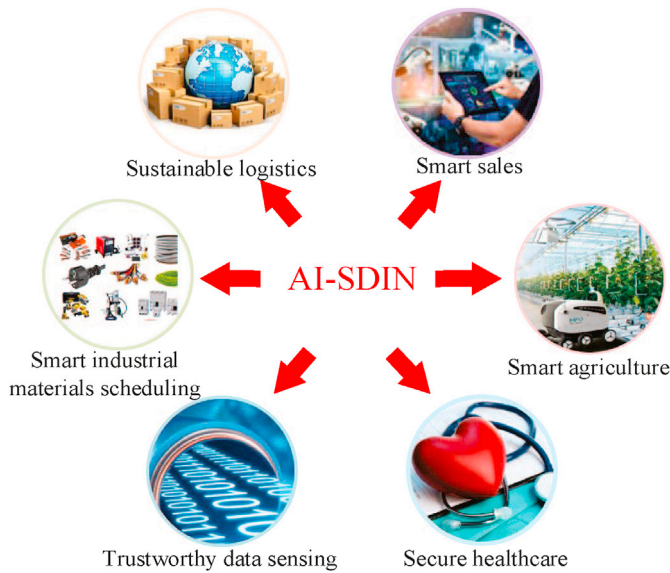 Sustainable logistics
Smart sales
AI-SDIN
Smart industrial
materials scheduling
Smart agriculture
Trustworthy data sensing
Secure healthcare